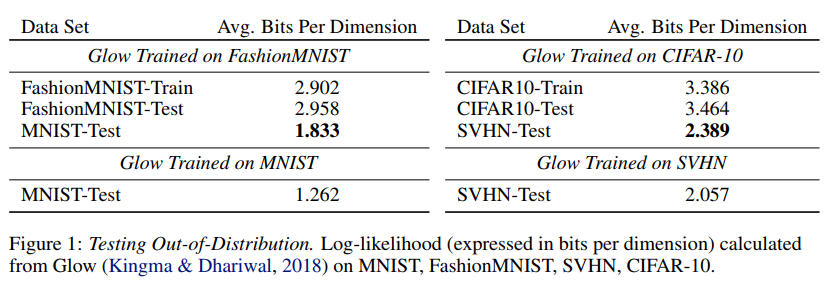 Data Set Avg. Bits Per Dimension
Glow Trained on FashionMNIST
FashionMNIST-Train 2.902
FashionMNIST-Test 2.958
MNIST-Test 1.833
Glow Trained on MNIST
MNIST-Test 1.262
Data Set Avg. Bits Per Dimension
Glow Trained on CIFAR-10
CIFAR10-Train 3.386
CIFAR10-Test 3.464
SVHN-Test 2.389
Glow Trained on SVHN
SVHN-Test 2.057
Figure 1: Testing Out-of-Distribution. Log-likelihood (expressed in bits per dimension) calculated
from Glow (Kingma & Dhariwal, 2018) on MNIST, FashionMNIST, SVHN, CIFAR-10.